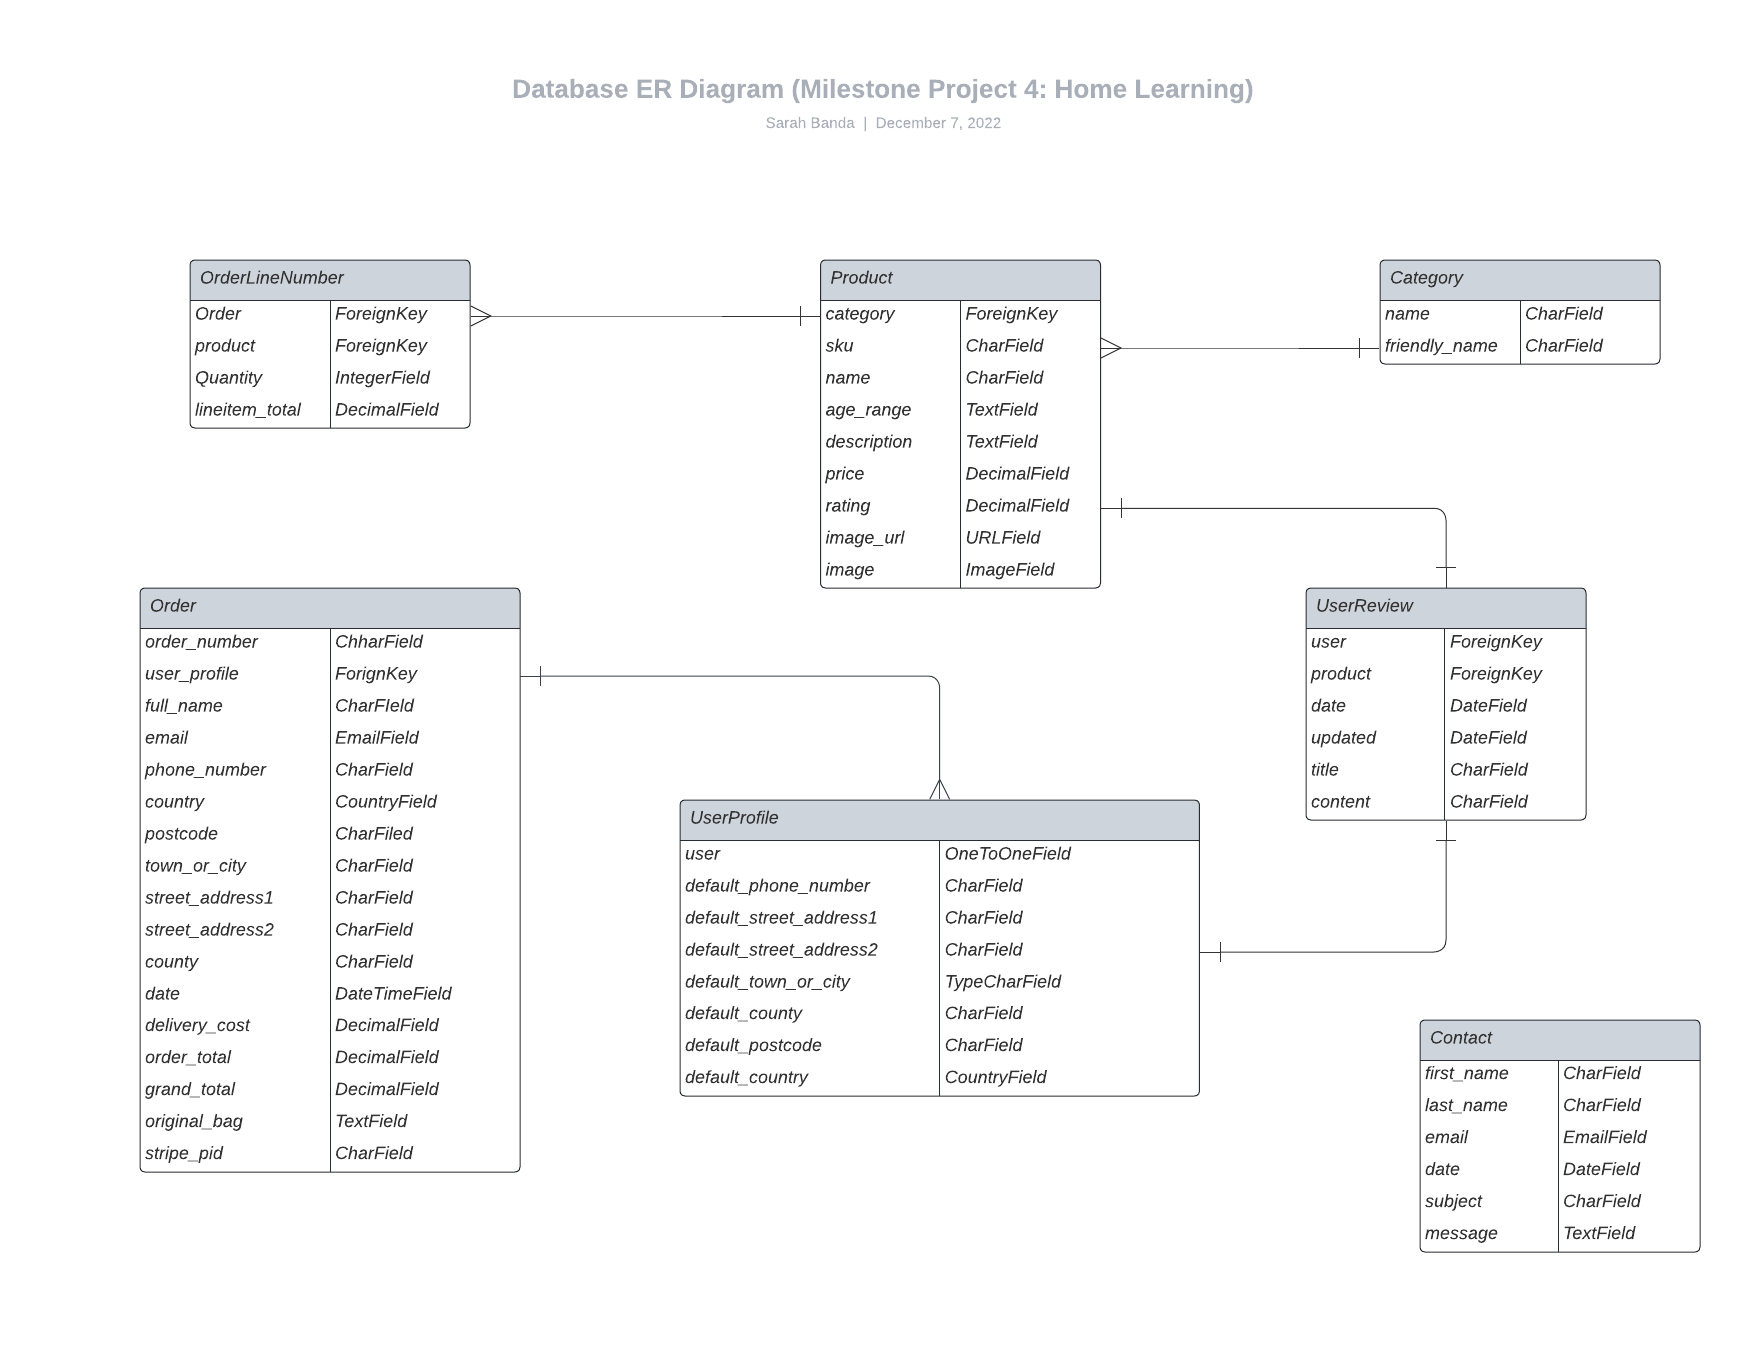 Database ER Diagram (Milestone Project 4: Home Learning)
Sarah Banda | December 7, 2022
OrderLineNumber
Order ForeignKey
product ForeignKey
Quantity IntegerField
lineitem_total DecimalField
Product
category ForeignKey
sku CharField
name CharField
age_range TextField
description TextField
price DecimalField
rating DecimalField
image_url URLField
image ImageField
Category
name CharField
friendly_name CharField
Order
order_number ChharField
user_profile ForignKey
full_name CharFIeld
email EmailField
phone_number CharField
country CountryField
postcode CharFiled
town_or_city CharField
street_address1 CharField
street_address2 CharField
county CharField
date DateTimeField
delivery_cost DecimalField
order_total DecimalField
grand_total DecimalField
original_bag TextField
stripe_pid CharField
UserProfile
user OneToOneField
default_phone_number CharField
default_street_address1 CharField
default_street_address2 CharField
default_town_or_city TypeCharField
default_county CharField
default_postcode CharField
default_country CountryField
UserReview
user ForeignKey
product ForeignKey
date DateField
updated DateField
title CharField
content CharField
Contact
first_name CharField
last_name CharField
email EmailField
date DateField
subject CharField
message TextField